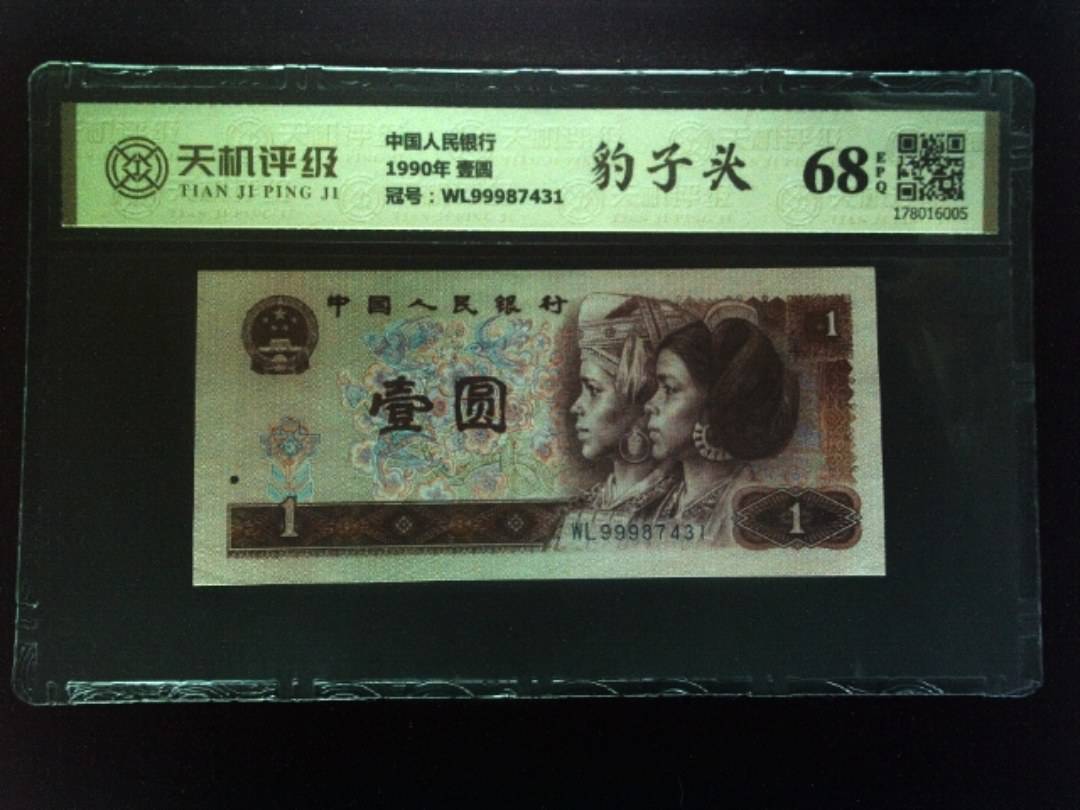 天机评级
TIAN JI PING JI
中国人民银行
1990年 壹圆
冠号：WL99987431
豹子头
68
EPQ
178016005
中国人民银行
1
壹圆
1
WL99987431
1